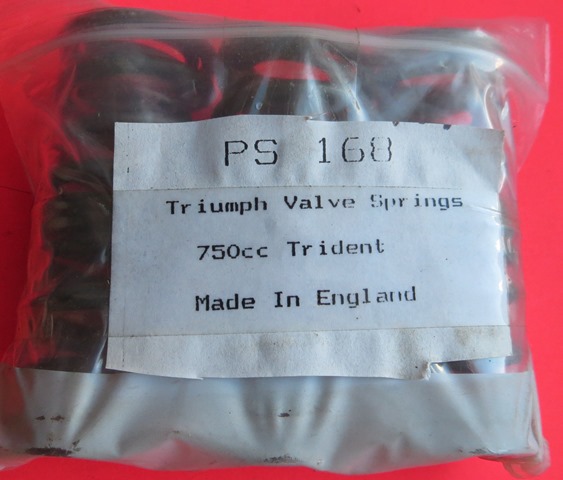 PS 168
Triumph Valve Springs
750cc Trident
Made In England